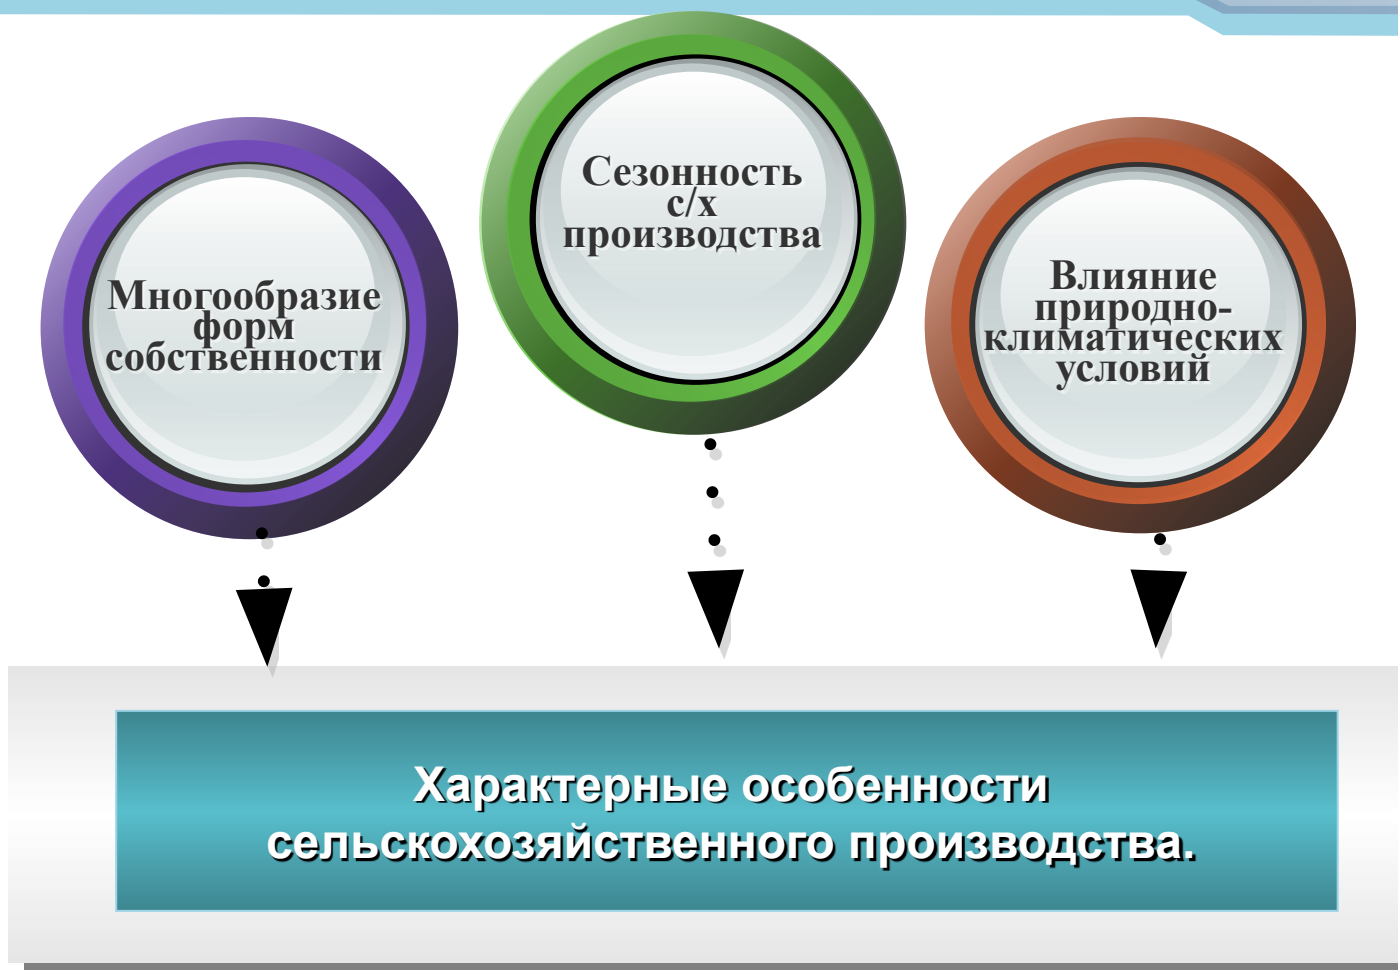 Многообразие
форм
собственности
Сезонность
с/х
производства
Влияние
природно-
климатических
условий
Характерные особенности
сельскохозяйственного производства.